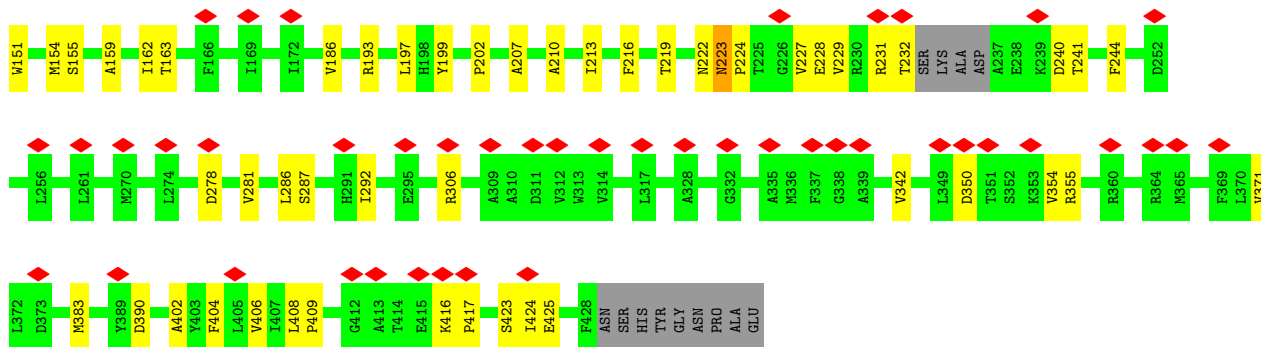 W151 M154 S155 A159 I162 T163 F166 I169 I172 V186 R193 L197 H198 Y199 P202 A207 A210 I213 F216 T219 N222 N223 P224 T225 G226 V227 E228 V229 R230 R231 T232 SER LYS ALA ASP A237 E238 K239 D240 T241 F244 D252
L256 L261 M270 L274 D278 V281 L286 S287 H291 I292 E295 R306 A309 A310 D311 V312 W313 V314 L317 A328 G332 A335 M336 F337 G338 A339 V342 L349 D350 T351 S352 K353 V354 R355 R360 R364 M365 F369 L370 V371
L372 D373 M383 Y389 D390 A402 Y403 F404 L405 V406 I407 L408 P409 G412 A413 T414 E415 K416 P417 S423 I424 E425 F428 ASN SER HIS TYR GLY ASN PRO ALA GLU